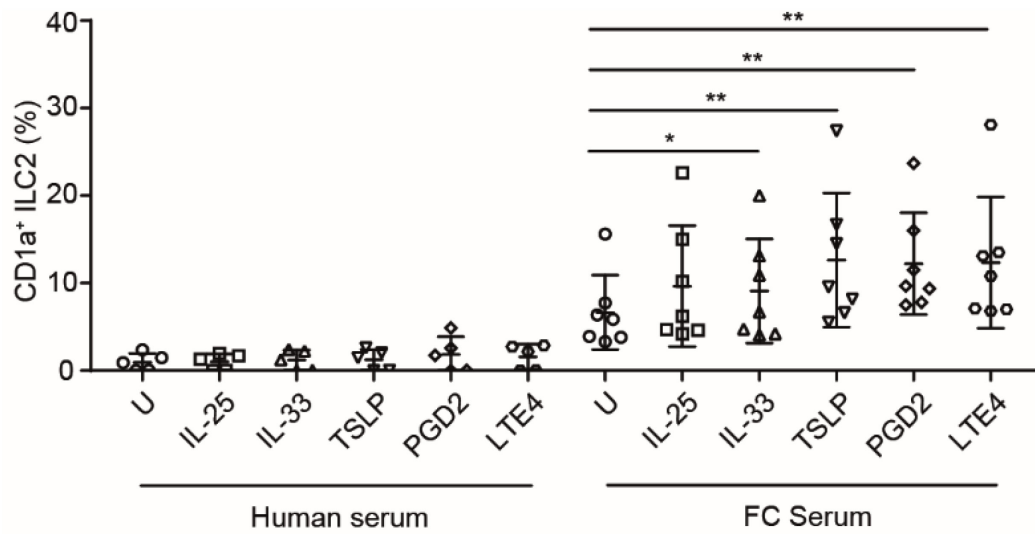 CD1a⁺ ILC2 (%)
40
30
20
10
0
**
**
**
*
U
IL-25
IL-33
TSLP
PGD2
LTE4
U
IL-25
IL-33
TSLP
PGD2
LTE4
Human serum
FC Serum